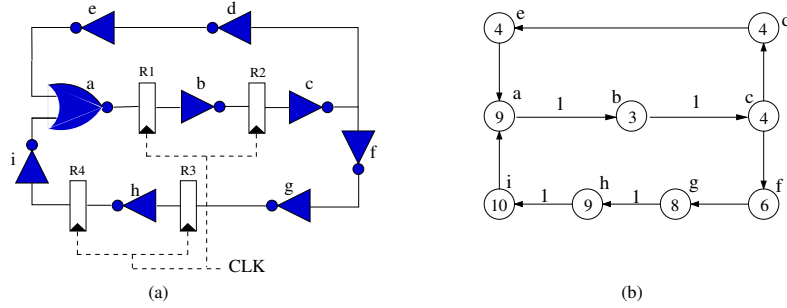 e d
a R1 b R2 c
f
i R4 h R3 g
CLK
(a)
4 e 4 d
a b c
9 1 3 1 4
i h g f
10 1 9 1 8 6
(b)